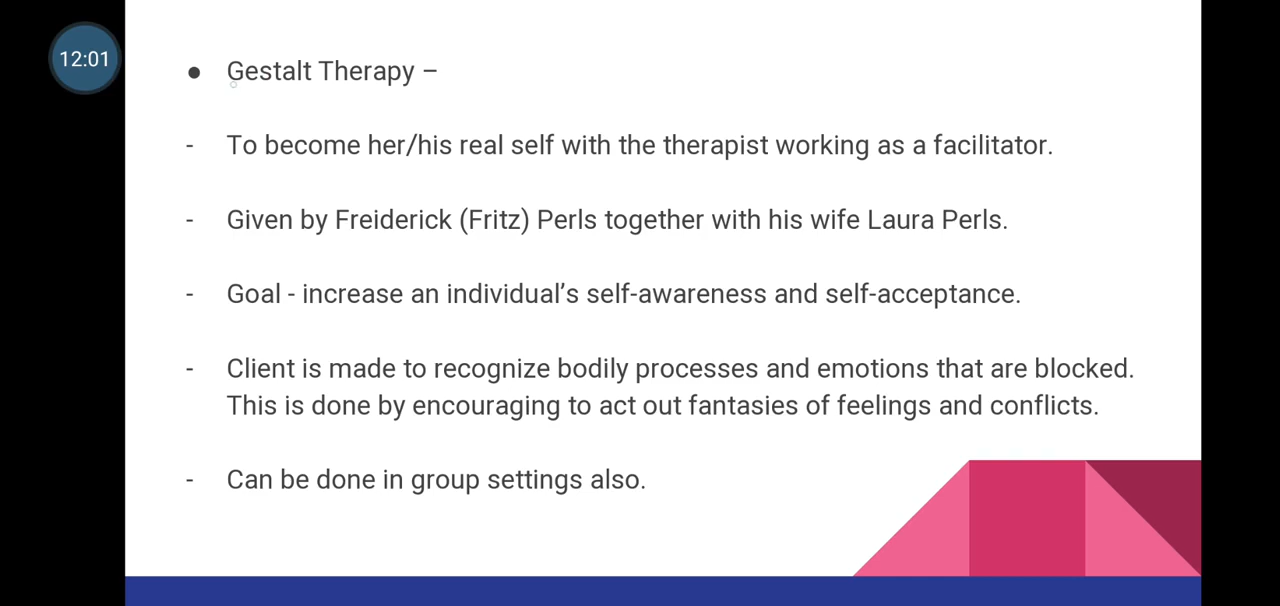 12:01
● Gestalt Therapy –
- To become her/his real self with the therapist working as a facilitator.
- Given by Freiderick (Fritz) Perls together with his wife Laura Perls.
- Goal - increase an individual’s self-awareness and self-acceptance.
- Client is made to recognize bodily processes and emotions that are blocked.
This is done by encouraging to act out fantasies of feelings and conflicts.
- Can be done in group settings also.